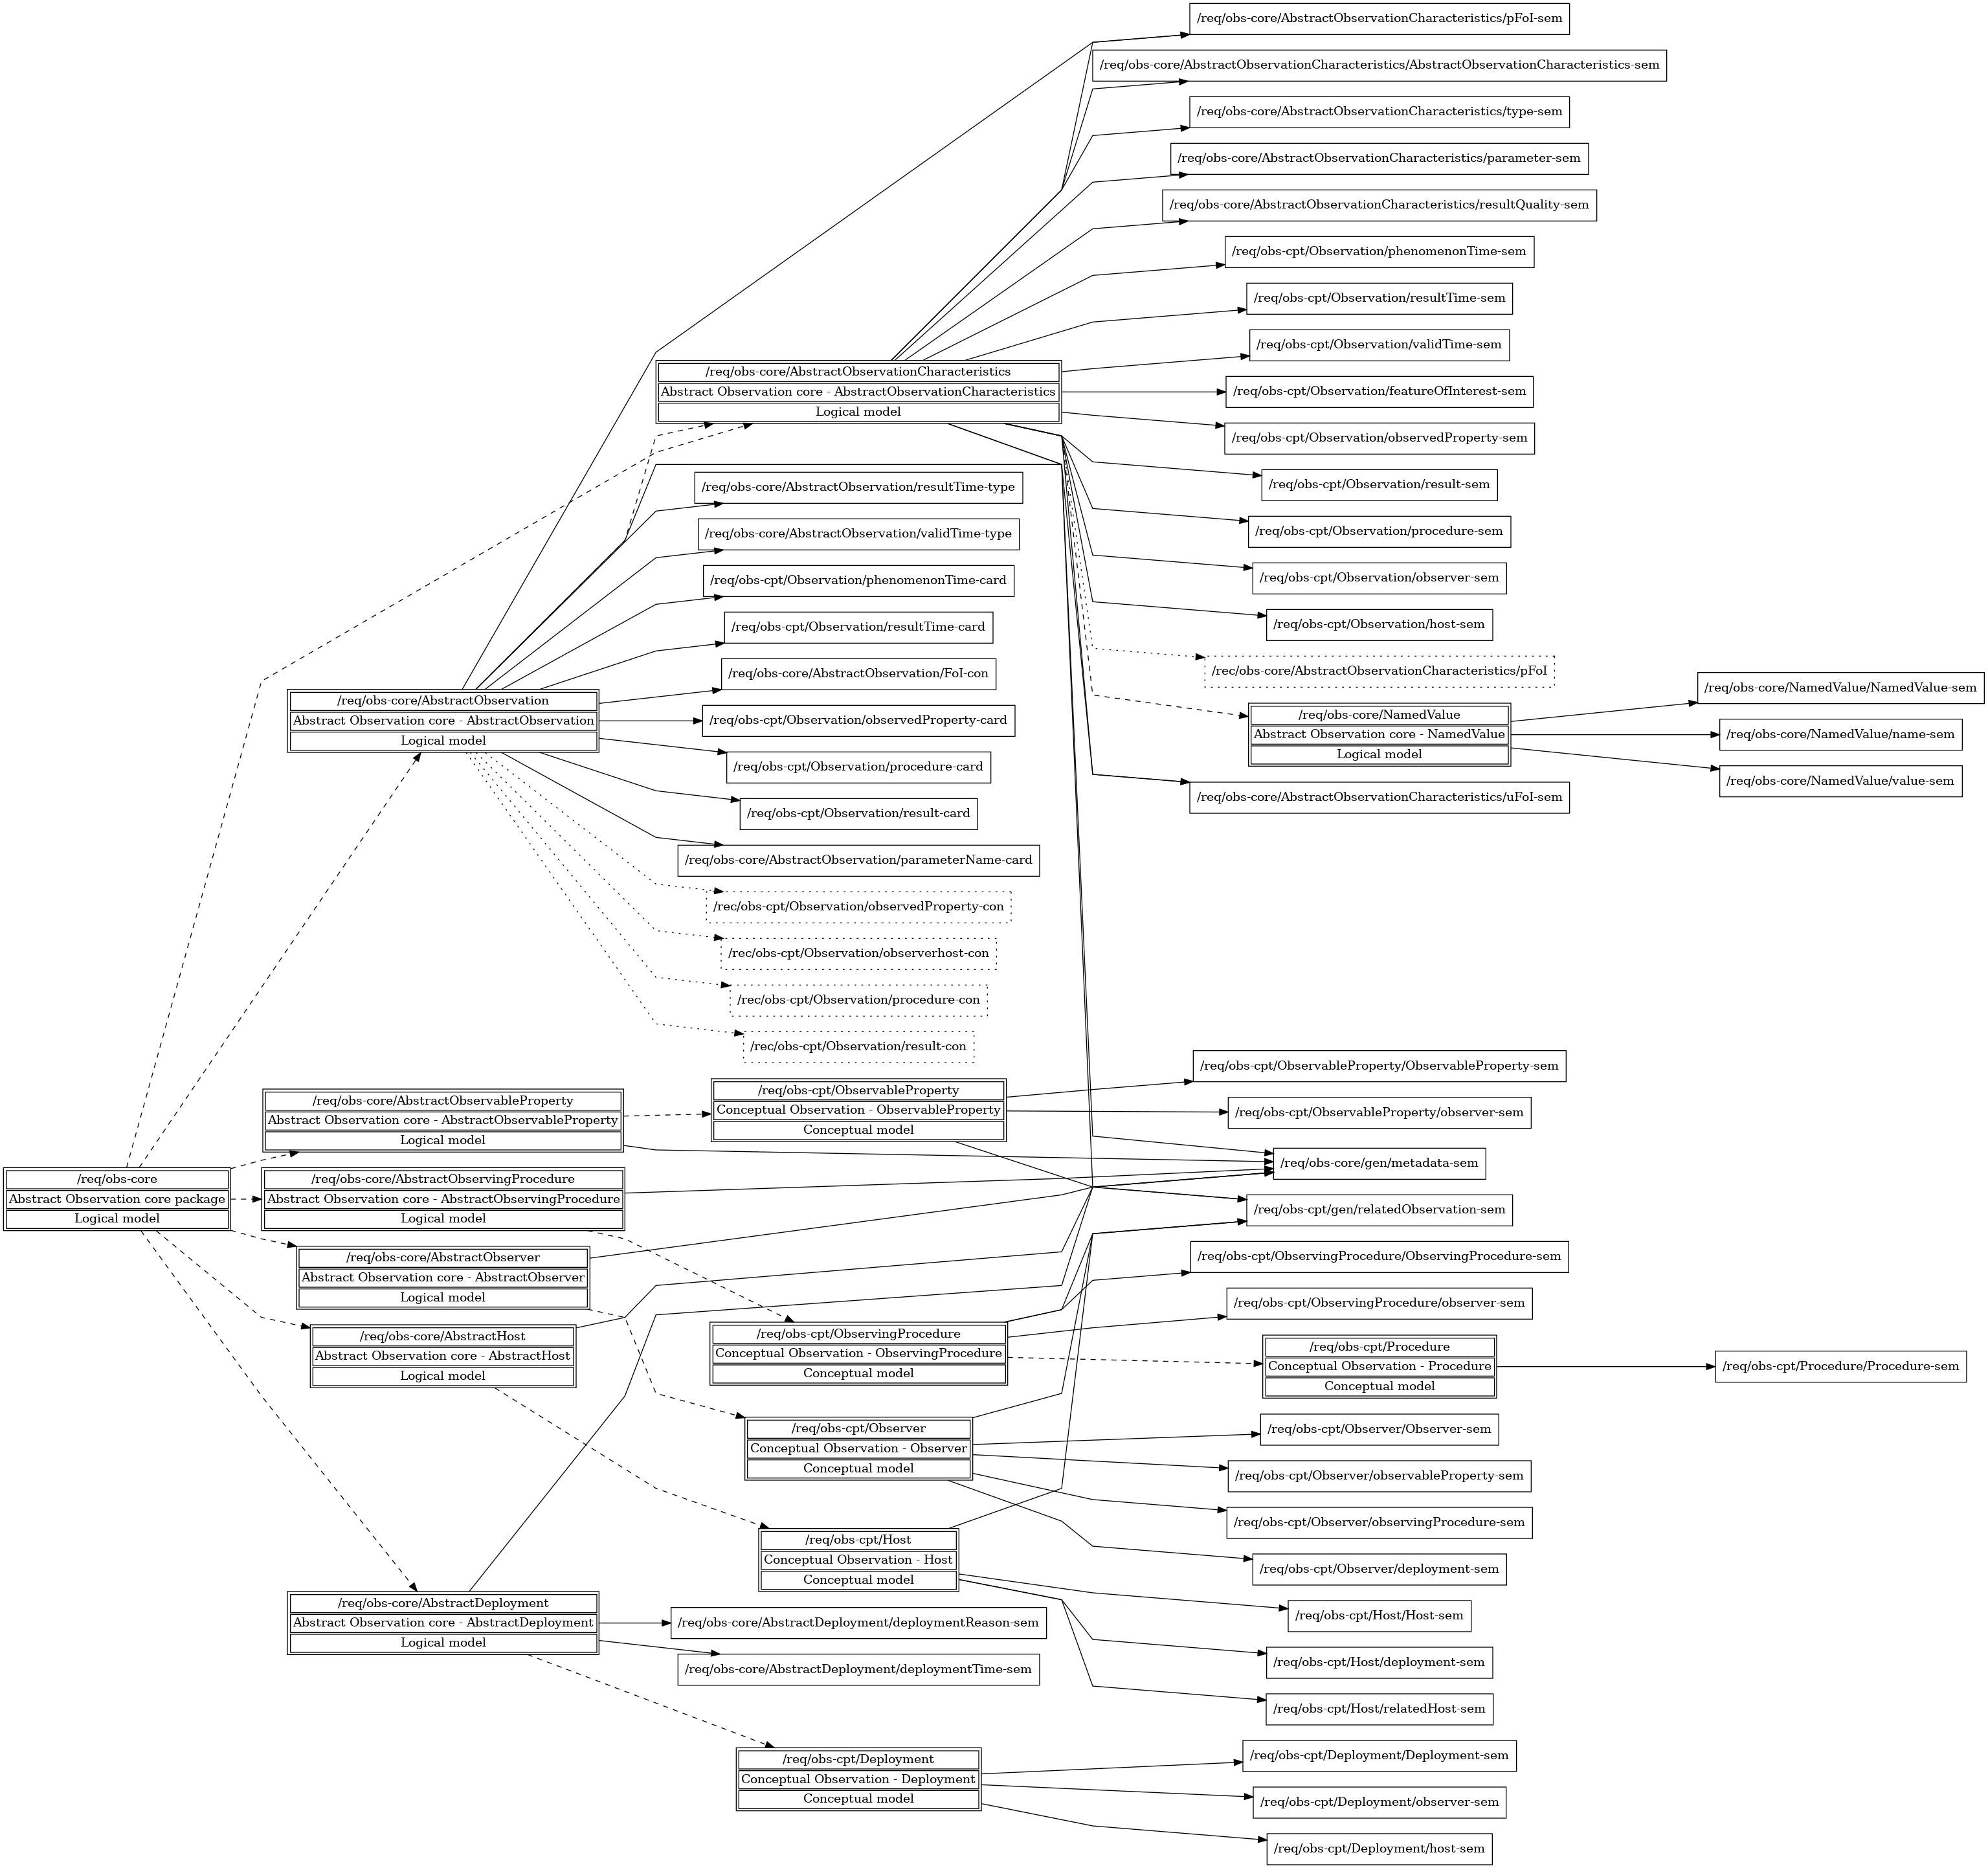 /req/obs-core
Abstract Observation core package
Logical model
/req/obs-core/AbstractObservation
Abstract Observation core - AbstractObservation
Logical model
/req/obs-core/AbstractObservableProperty
Abstract Observation core - AbstractObservableProperty
Logical model
/req/obs-core/AbstractObservingProcedure
Abstract Observation core - AbstractObservingProcedure
Logical model
/req/obs-core/AbstractObserver
Abstract Observation core - AbstractObserver
Logical model
/req/obs-core/AbstractHost
Abstract Observation core - AbstractHost
Logical model
/req/obs-core/AbstractDeployment
Abstract Observation core - AbstractDeployment
Logical model
/req/obs-core/AbstractObservationCharacteristics
Abstract Observation core - AbstractObservationCharacteristics
Logical model
/req/obs-core/AbstractObservation/resultTime-type
/req/obs-core/AbstractObservation/validTime-type
/req/obs-cpt/Observation/phenomenonTime-card
/req/obs-cpt/Observation/resultTime-card
/req/obs-core/AbstractObservation/FoI-con
/req/obs-cpt/Observation/observedProperty-card
/req/obs-cpt/Observation/procedure-card
/req/obs-cpt/Observation/result-card
/req/obs-core/AbstractObservation/parameterName-card
/rec/obs-cpt/Observation/observedProperty-con
/rec/obs-cpt/Observation/observerhost-con
/rec/obs-cpt/Observation/procedure-con
/rec/obs-cpt/Observation/result-con
/req/obs-cpt/ObservableProperty
Conceptual Observation - ObservableProperty
Conceptual model
/req/obs-cpt/ObservingProcedure
Conceptual Observation - ObservingProcedure
Conceptual model
/req/obs-cpt/Observer
Conceptual Observation - Observer
Conceptual model
/req/obs-cpt/Host
Conceptual Observation - Host
Conceptual model
/req/obs-core/AbstractDeployment/deploymentReason-sem
/req/obs-core/AbstractDeployment/deploymentTime-sem
/req/obs-cpt/Deployment
Conceptual Observation - Deployment
Conceptual model
/req/obs-core/AbstractObservationCharacteristics/pFoI-sem
/req/obs-core/AbstractObservationCharacteristics/AbstractObservationCharacteristics-sem
/req/obs-core/AbstractObservationCharacteristics/type-sem
/req/obs-core/AbstractObservationCharacteristics/parameter-sem
/req/obs-core/AbstractObservationCharacteristics/resultQuality-sem
/req/obs-cpt/Observation/phenomenonTime-sem
/req/obs-cpt/Observation/resultTime-sem
/req/obs-cpt/Observation/validTime-sem
/req/obs-cpt/Observation/featureOfInterest-sem
/req/obs-cpt/Observation/observedProperty-sem
/req/obs-cpt/Observation/result-sem
/req/obs-cpt/Observation/procedure-sem
/req/obs-cpt/Observation/observer-sem
/req/obs-cpt/Observation/host-sem
/rec/obs-core/AbstractObservationCharacteristics/pFoI
/req/obs-core/NamedValue
Abstract Observation core - NamedValue
Logical model
/req/obs-core/AbstractObservationCharacteristics/uFoI-sem
/req/obs-cpt/ObservableProperty/ObservableProperty-sem
/req/obs-cpt/ObservableProperty/observer-sem
/req/obs-core/gen/metadata-sem
/req/obs-cpt/gen/relatedObservation-sem
/req/obs-cpt/ObservingProcedure/ObservingProcedure-sem
/req/obs-cpt/ObservingProcedure/observer-sem
/req/obs-cpt/Procedure
Conceptual Observation - Procedure
Conceptual model
/req/obs-cpt/Observer/Observer-sem
/req/obs-cpt/Observer/observableProperty-sem
/req/obs-cpt/Observer/observingProcedure-sem
/req/obs-cpt/Observer/deployment-sem
/req/obs-cpt/Host/Host-sem
/req/obs-cpt/Host/deployment-sem
/req/obs-cpt/Host/relatedHost-sem
/req/obs-cpt/Deployment/Deployment-sem
/req/obs-cpt/Deployment/observer-sem
/req/obs-cpt/Deployment/host-sem
/req/obs-core/NamedValue/NamedValue-sem
/req/obs-core/NamedValue/name-sem
/req/obs-core/NamedValue/value-sem
/req/obs-cpt/Procedure/Procedure-sem